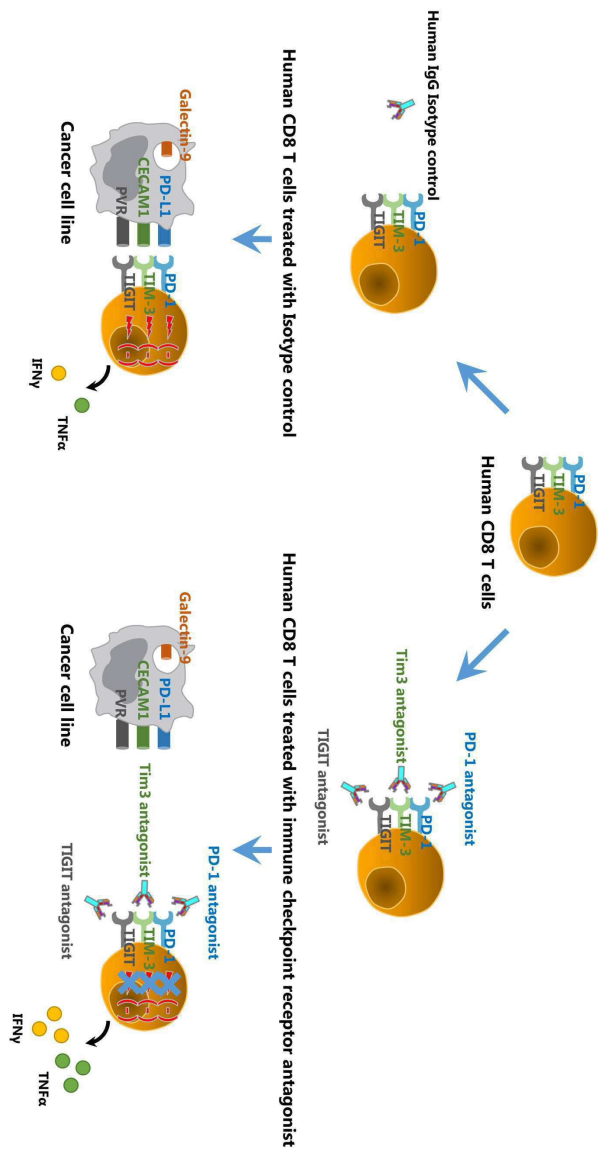 PD-1
TIM-3
TIGIT
Human CD8 T cells
Human IgG Isotype control
PD-1
TIM-3
TIGIT
PD-1 antagonist
Tim3 antagonist
TIGIT antagonist
PD-1
TIM-3
TIGIT
Human CD8 T cells treated with Isotype control
Galectin-9
PD-L1
CECAM1
PVR
PD-1
TIM-3
TIGIT
Cancer cell line
TNFα
IFNγ
Human CD8 T cells treated with immune checkpoint receptor antagonist
Galectin-9
PD-L1
CECAM1
PVR
PD-1 antagonist
Tim3 antagonist
TIGIT antagonist
PD-1
TIM-3
TIGIT
Cancer cell line
TNFα
IFNγ